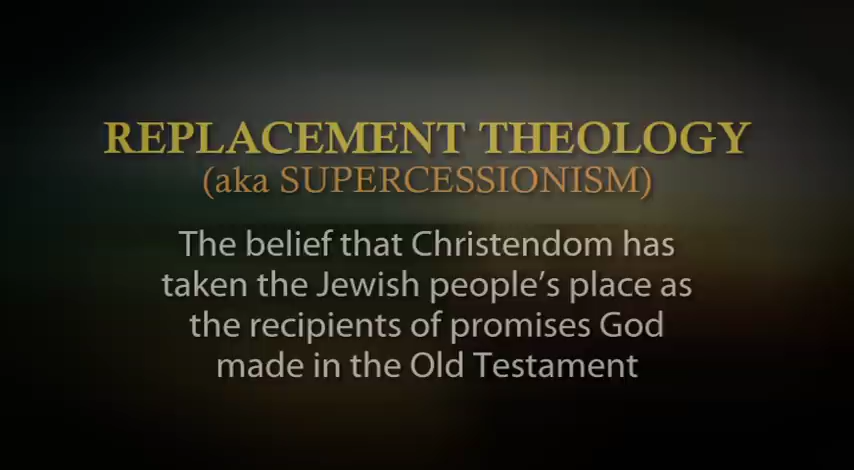 REPLACEMENT THEOLOGY
(aka SUPERCESSIONISM)
The belief that Christendom has
taken the Jewish people's place as
the recipients of promises God
made in the Old Testament